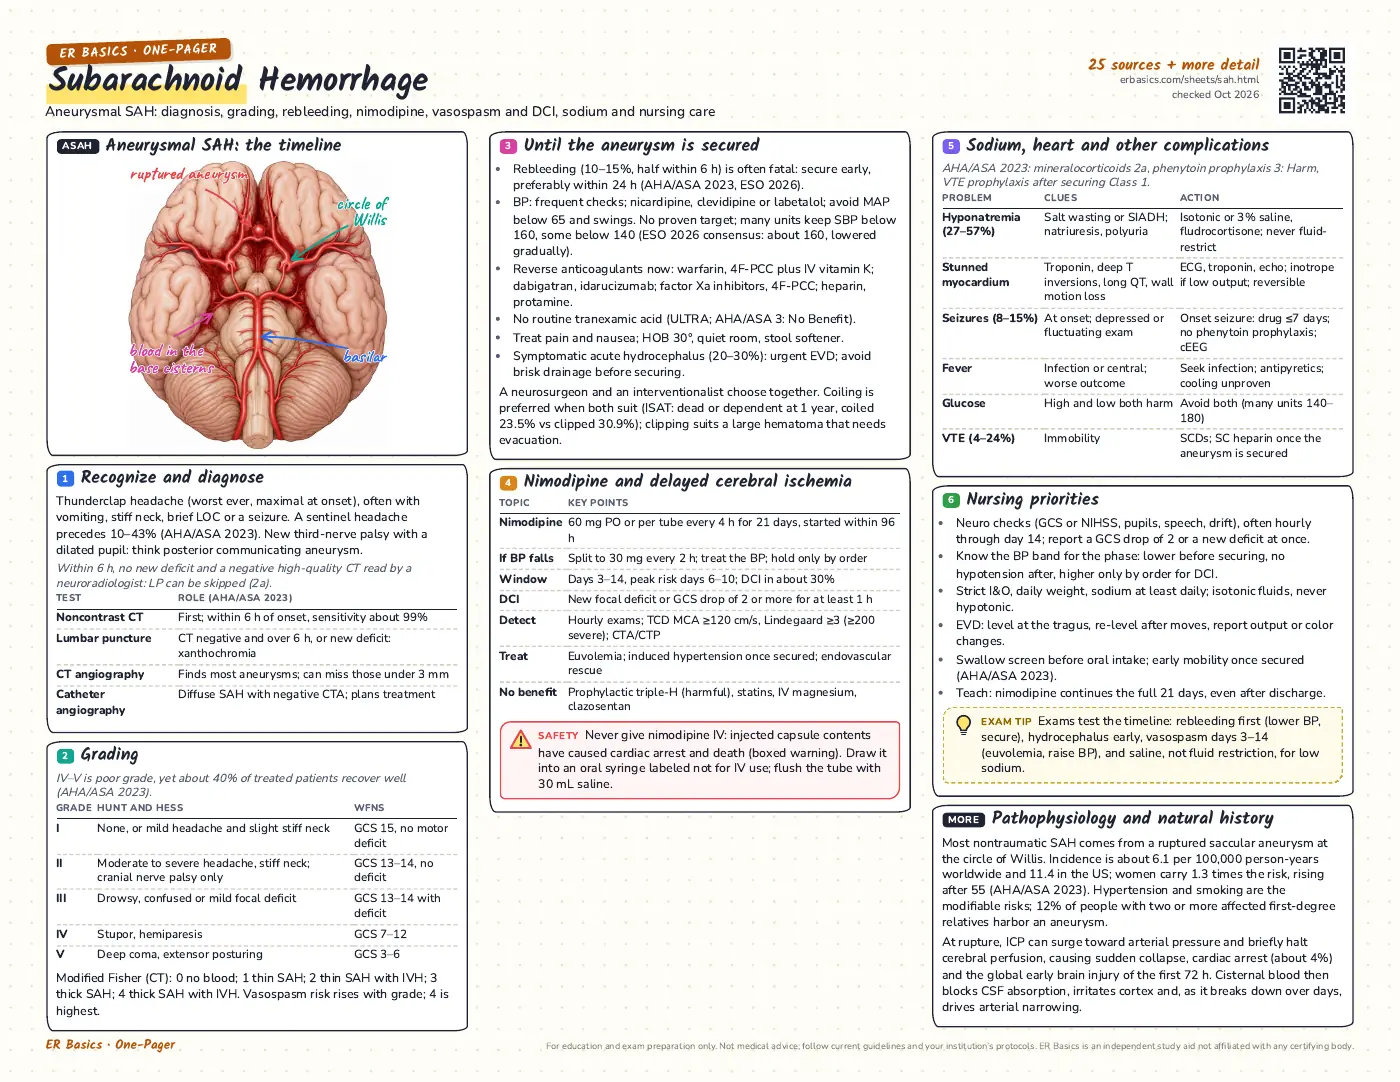 ER BASICS · ONE-PAGER
Subarachnoid Hemorrhage
Aneurysmal SAH: diagnosis, grading, rebleeding, nimodipine, vasospasm and DCI, sodium and nursing care
25 sources + more detail
erbasics.com/sheets/sah.html
checked Oct 2026
ASAH Aneurysmal SAH: the timeline
ruptured aneurysm
circle of
Willis
blood in the
base cisterns
basilar
1 Recognize and diagnose
Thunderclap headache (worst ever, maximal at onset), often with
vomiting, stiff neck, brief LOC or a seizure. A sentinel headache
precedes 10–43% (AHA/ASA 2023). New third-nerve palsy with a
dilated pupil: think posterior communicating aneurysm.
Within 6 h, no new deficit and a negative high-quality CT read by a
neuroradiologist: LP can be skipped (2a).
TEST ROLE (AHA/ASA 2023)
Noncontrast CT First; within 6 h of onset, sensitivity about 99%
Lumbar puncture CT negative and over 6 h, or new deficit:
xanthochromia
CT angiography Finds most aneurysms; can miss those under 3 mm
Catheter Diffuse SAH with negative CTA; plans treatment
angiography
2 Grading
IV–V is poor grade, yet about 40% of treated patients recover well
(AHA/ASA 2023).
GRADE HUNT AND HESS WFNS
I None, or mild headache and slight stiff neck GCS 15, no motor
deficit
II Moderate to severe headache, stiff neck; GCS 13–14, no
cranial nerve palsy only deficit
III Drowsy, confused or mild focal deficit GCS 13–14 with
deficit
IV Stupor, hemiparesis GCS 7–12
V Deep coma, extensor posturing GCS 3–6
Modified Fisher (CT): 0 no blood; 1 thin SAH; 2 thin SAH with IVH; 3
thick SAH; 4 thick SAH with IVH. Vasospasm risk rises with grade; 4 is
highest.
3 Until the aneurysm is secured
• Rebleeding (10–15%, half within 6 h) is often fatal: secure early,
preferably within 24 h (AHA/ASA 2023, ESO 2026).
• BP: frequent checks; nicardipine, clevidipine or labetalol; avoid MAP
below 65 and swings. No proven target; many units keep SBP below
160, some below 140 (ESO 2026 consensus: about 160, lowered
gradually).
• Reverse anticoagulants now: warfarin, 4F-PCC plus IV vitamin K;
dabigatran, idarucizumab; factor Xa inhibitors, 4F-PCC; heparin,
protamine.
• No routine tranexamic acid (ULTRA; AHA/ASA 3: No Benefit).
• Treat pain and nausea; HOB 30°, quiet room, stool softener.
• Symptomatic acute hydrocephalus (20–30%): urgent EVD; avoid
brisk drainage before securing.
A neurosurgeon and an interventionalist choose together. Coiling is
preferred when both suit (ISAT: dead or dependent at 1 year, coiled
23.5% vs clipped 30.9%); clipping suits a large hematoma that needs
evacuation.
4 Nimodipine and delayed cerebral ischemia
TOPIC KEY POINTS
Nimodipine 60 mg PO or per tube every 4 h for 21 days, started within 96
h
If BP falls Split to 30 mg every 2 h; treat the BP; hold only by order
Window Days 3–14, peak risk days 6–10; DCI in about 30%
DCI New focal deficit or GCS drop of 2 or more for at least 1 h
Detect Hourly exams; TCD MCA ≥120 cm/s, Lindegaard ≥3 (≥200
severe); CTA/CTP
Treat Euvolemia; induced hypertension once secured; endovascular
rescue
No benefit Prophylactic triple-H (harmful), statins, IV magnesium,
clazosentan
SAFETY Never give nimodipine IV: injected capsule contents
have caused cardiac arrest and death (boxed warning). Draw it
into an oral syringe labeled not for IV use; flush the tube with
30 mL saline.
5 Sodium, heart and other complications
AHA/ASA 2023: mineralocorticoids 2a, phenytoin prophylaxis 3: Harm,
VTE prophylaxis after securing Class 1.
PROBLEM CLUES ACTION
Hyponatremia Salt wasting or SIADH; Isotonic or 3% saline,
(27–57%) natriuresis, polyuria fludrocortisone; never fluid-
restrict
Stunned Troponin, deep T ECG, troponin, echo; inotrope
myocardium inversions, long QT, wall if low output; reversible
motion loss
Seizures (8–15%) At onset; depressed or Onset seizure: drug ≤7 days;
fluctuating exam no phenytoin prophylaxis;
cEEG
Fever Infection or central; Seek infection; antipyretics;
worse outcome cooling unproven
Glucose High and low both harm Avoid both (many units 140–
180)
VTE (4–24%) Immobility SCDs; SC heparin once the
aneurysm is secured
6 Nursing priorities
• Neuro checks (GCS or NIHSS, pupils, speech, drift), often hourly
through day 14; report a GCS drop of 2 or a new deficit at once.
• Know the BP band for the phase: lower before securing, no
hypotension after, higher only by order for DCI.
• Strict I&O, daily weight, sodium at least daily; isotonic fluids, never
hypotonic.
• EVD: level at the tragus, re-level after moves, report output or color
changes.
• Swallow screen before oral intake; early mobility once secured
(AHA/ASA 2023).
• Teach: nimodipine continues the full 21 days, even after discharge.
EXAM TIP Exams test the timeline: rebleeding first (lower BP,
secure), hydrocephalus early, vasospasm days 3–14
(euvolemia, raise BP), and saline, not fluid restriction, for low
sodium.
MORE Pathophysiology and natural history
Most nontraumatic SAH comes from a ruptured saccular aneurysm at
the circle of Willis. Incidence is about 6.1 per 100,000 person-years
worldwide and 11.4 in the US; women carry 1.3 times the risk, rising
after 55 (AHA/ASA 2023). Hypertension and smoking are the
modifiable risks; 12% of people with two or more affected first-degree
relatives harbor an aneurysm.
At rupture, ICP can surge toward arterial pressure and briefly halt
cerebral perfusion, causing sudden collapse, cardiac arrest (about 4%)
and the global early brain injury of the first 72 h. Cisternal blood then
blocks CSF absorption, irritates cortex and, as it breaks down over days,
drives arterial narrowing.
ER Basics · One-Pager
For education and exam preparation only. Not medical advice; follow current guidelines and your institution's protocols. ER Basics is an independent study aid not affiliated with any certifying body.